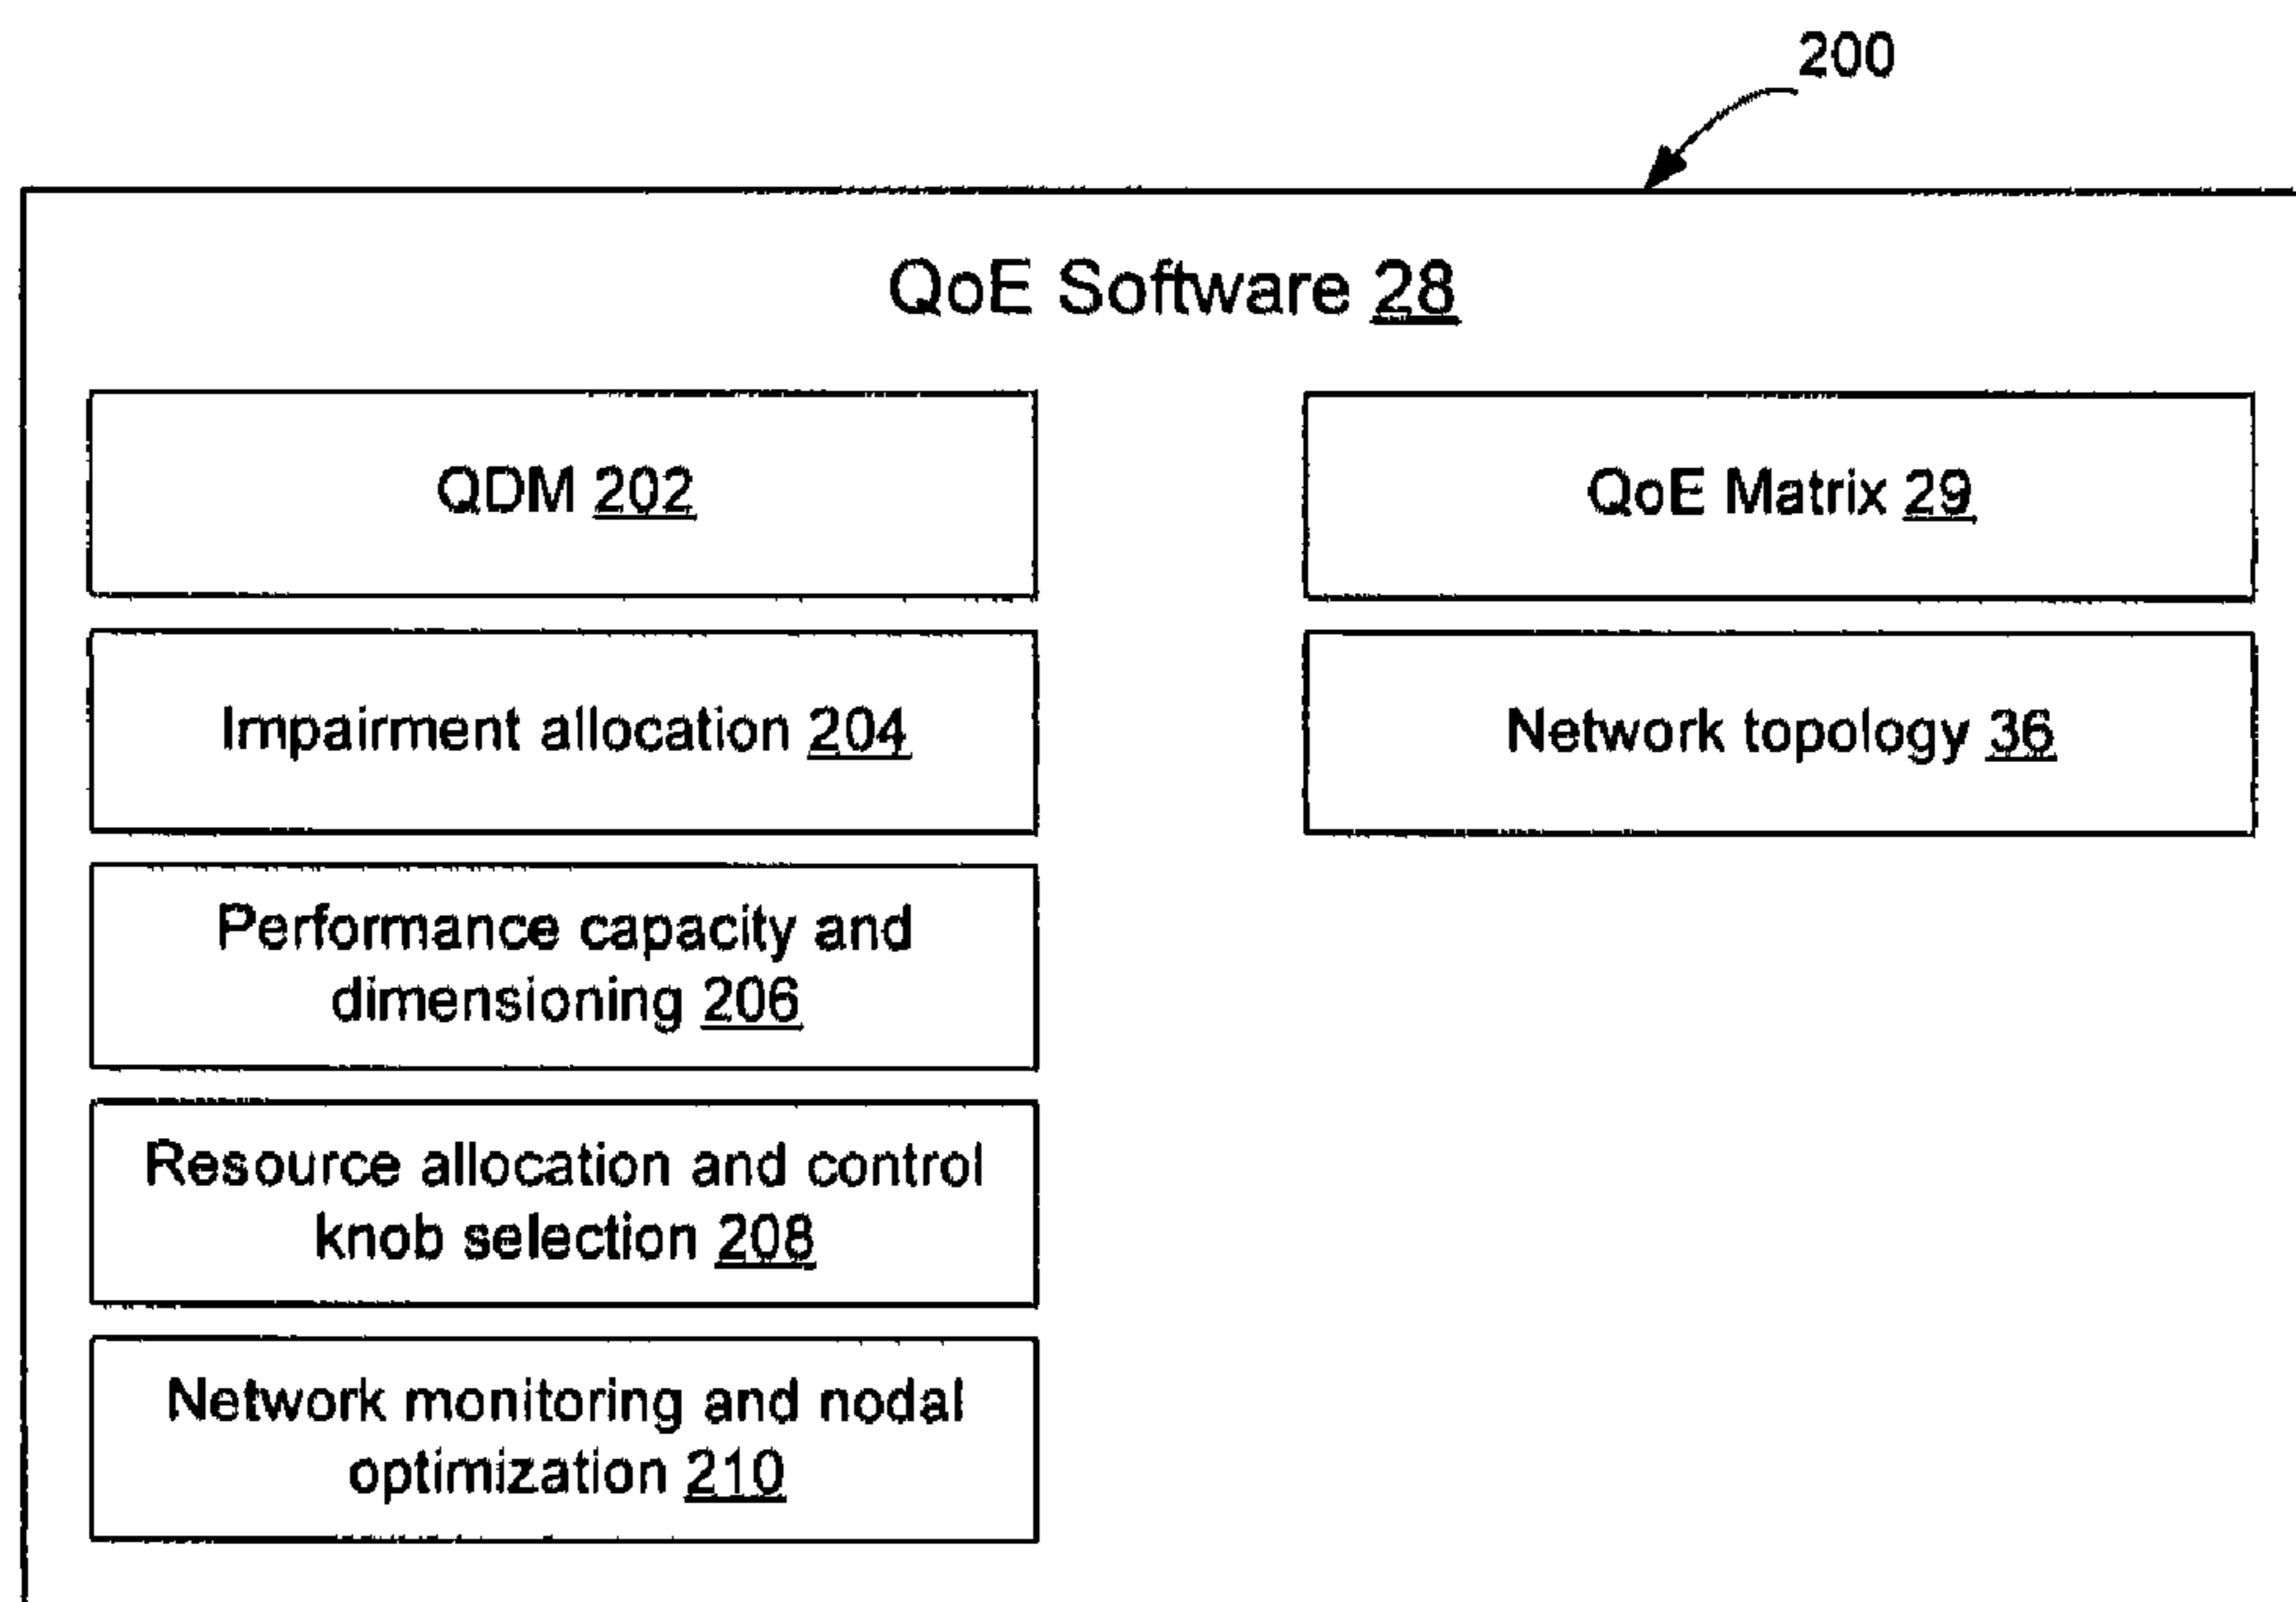 200
QoE Software 28
QDM 202
Impairment allocation 204
Performance capacity and
dimensioning 206
Resource allocation and control
knob selection 208
Network monitoring and nodal
optimization 210
QoE Matrix 29
Network topology 36